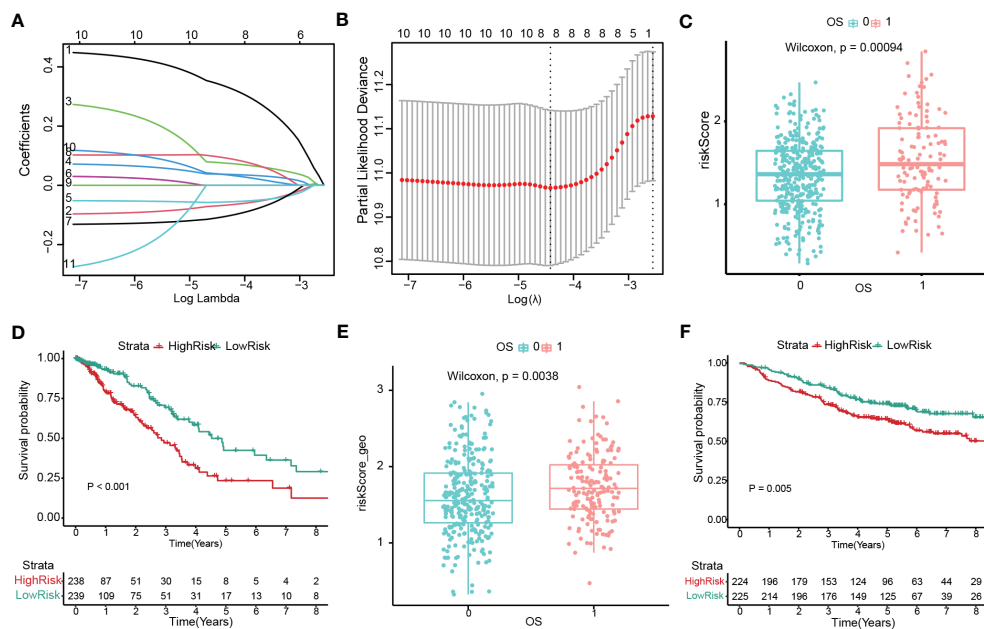 A
10 10 8 6
Coefficients
0.4
0.2
0.0
−0.2
1
3
10
8
4
6
9
5
2
7
11
−7 −6 −5 −4 −3
Log Lambda
B
10 10 10 10 10 10 10 8 8 8 8 5 1
Partial Likelihood Deviance
11.2
11.1
11.0
10.9
10.8
−7 −6 −5 −4 −3
Log(λ)
C
OS 0 1
Wilcoxon, p = 0.00094
riskScore
2
1
0 1
OS
D
Strata HighRisk LowRisk
Survival probability
1.00
0.75
0.50
0.25
0.00
P < 0.001
0 1 2 3 4 5 6 7 8
Time(Years)
Strata
HighRisk 238 87 51 30 15 8 5 4 2
LowRisk 239 109 75 51 31 17 13 10 8
0 1 2 3 4 5 6 7 8
Time(Years)
E
OS 0 1
Wilcoxon, p = 0.0038
riskScore_geo
3
2
1
0 1
OS
F
Strata HighRisk LowRisk
Survival probability
1.00
0.75
0.50
0.25
0.00
P = 0.005
0 1 2 3 4 5 6 7 8
Time(Years)
Strata
HighRisk 224 196 179 153 124 96 63 44 29
LowRisk 225 214 196 176 149 125 67 39 26
0 1 2 3 4 5 6 7 8
Time(Years)